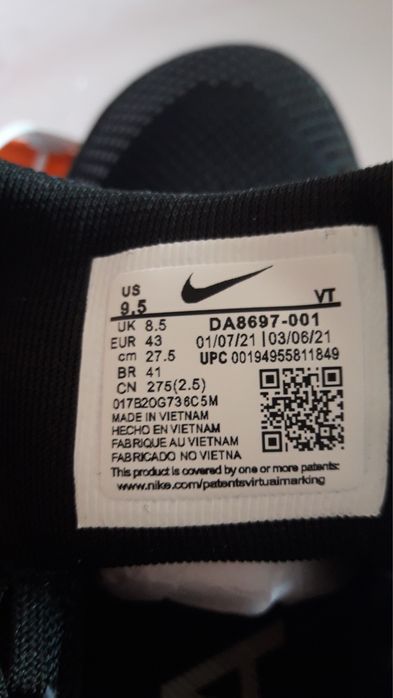 US
9.5
VT
UK 8.5
DA8697-001
EUR 43
01/07/21 | 03/06/21
cm 27.5
UPC 00194955811849
BR 41
CN 275(2.5)
017B2OG736C5M
MADE IN VIETNAM
HECHO EN VIETNAM
FABRIQUE AU VIETNAM
FABRICADO NO VIETNA
This product is covered by one or more patents:
www.nike.com/patentsvirtualmarking